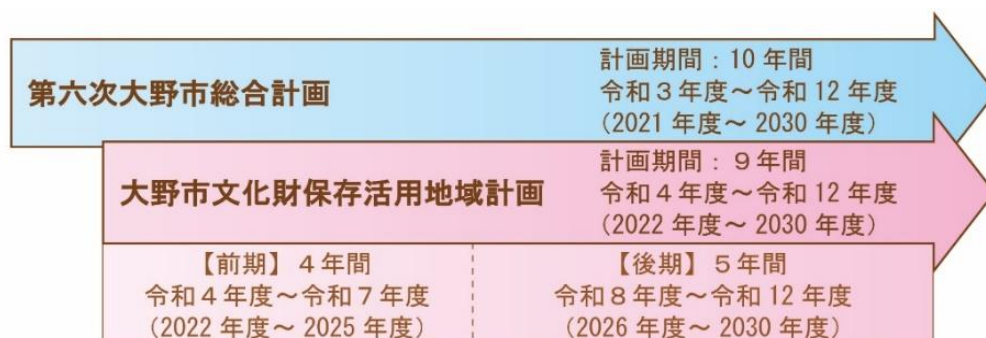 第六次大野市総合計画
計画期間：10 年間
令和３年度～令和 12 年度
（2021 年度～ 2030 年度）
大野市文化財保存活用地域計画
計画期間：９年間
令和４年度～令和 12 年度
（2022 年度～ 2030 年度）
【前期】４年間
令和４年度～令和７年度
（2022 年度～ 2025 年度）
【後期】５年間
令和８年度～令和 12 年度
（2026 年度～ 2030 年度）